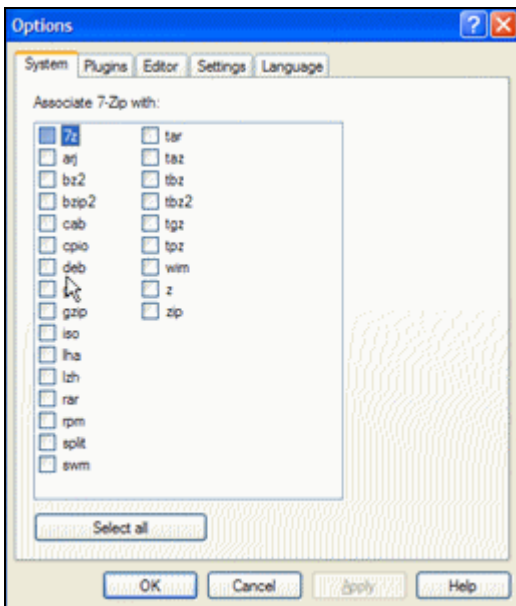 Options
System Plugins Editor Settings Language
Associate 7-Zip with:
7z
arj
bz2
bzip2
cab
cpio
deb
gzip
iso
lha
lzh
rar
rpm
split
swm
tar
taz
tbz
tbz2
tgz
tpz
wim
z
zip
Select all
OK Cancel Apply Help